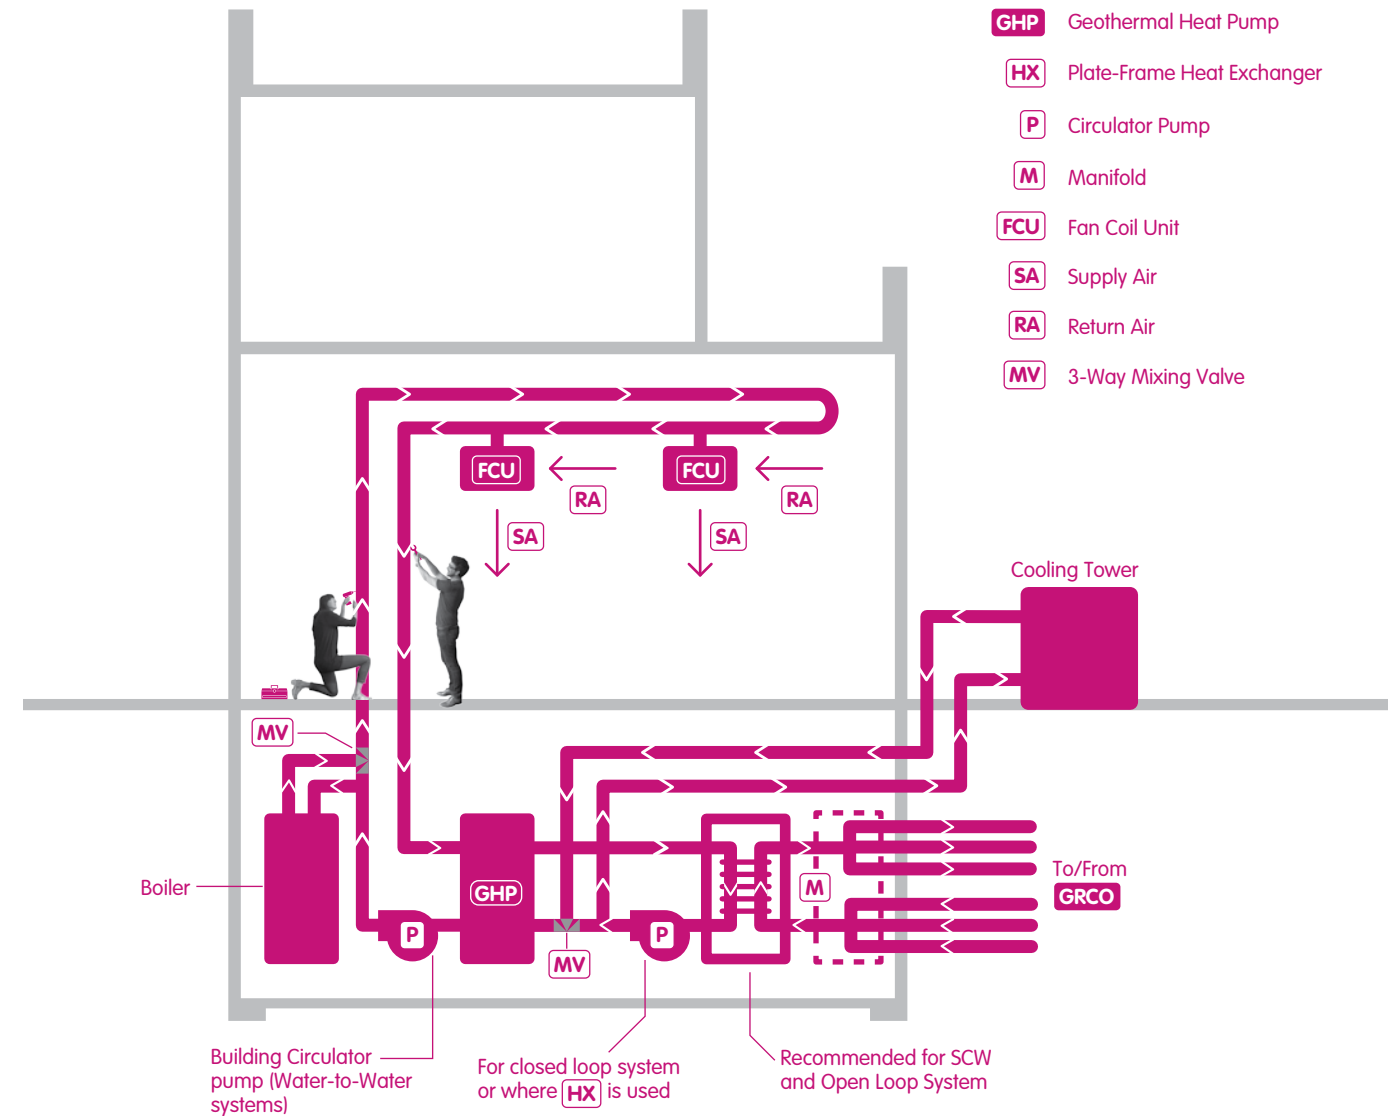 GHP Geothermal Heat Pump
HX Plate-Frame Heat Exchanger
P Circulator Pump
M Manifold
FCU Fan Coil Unit
SA Supply Air
RA Return Air
MV 3-Way Mixing Valve
FCU
FCU
RA
RA
SA
SA
Cooling Tower
MV
Boiler
GHP
M
To/From
GRCO
P
P
MV
Building Circulator
pump (Water-to-Water
systems)
For closed loop system
or where HX is used
Recommended for SCW
and Open Loop System